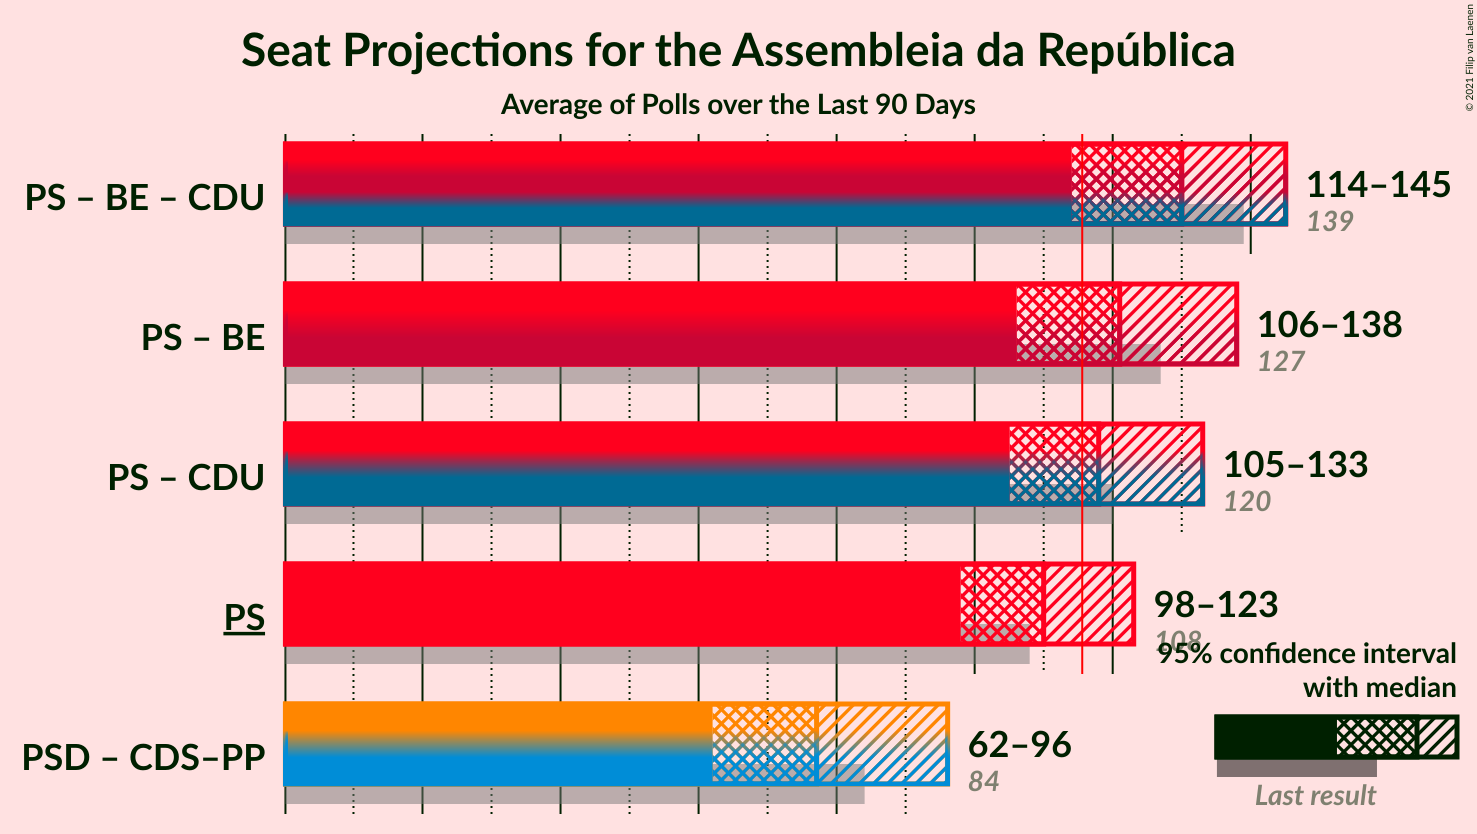 Seat Projections for the Assembleia da República
Average of Polls over the Last 90 Days
© 2021 Filip van Laenen
PS – BE – CDU
114–145
139
PS – BE
106–138
127
PS – CDU
105–133
120
PS
98–123
108
95% confidence interval
with median
PSD – CDS–PP
62–96
84
Last result